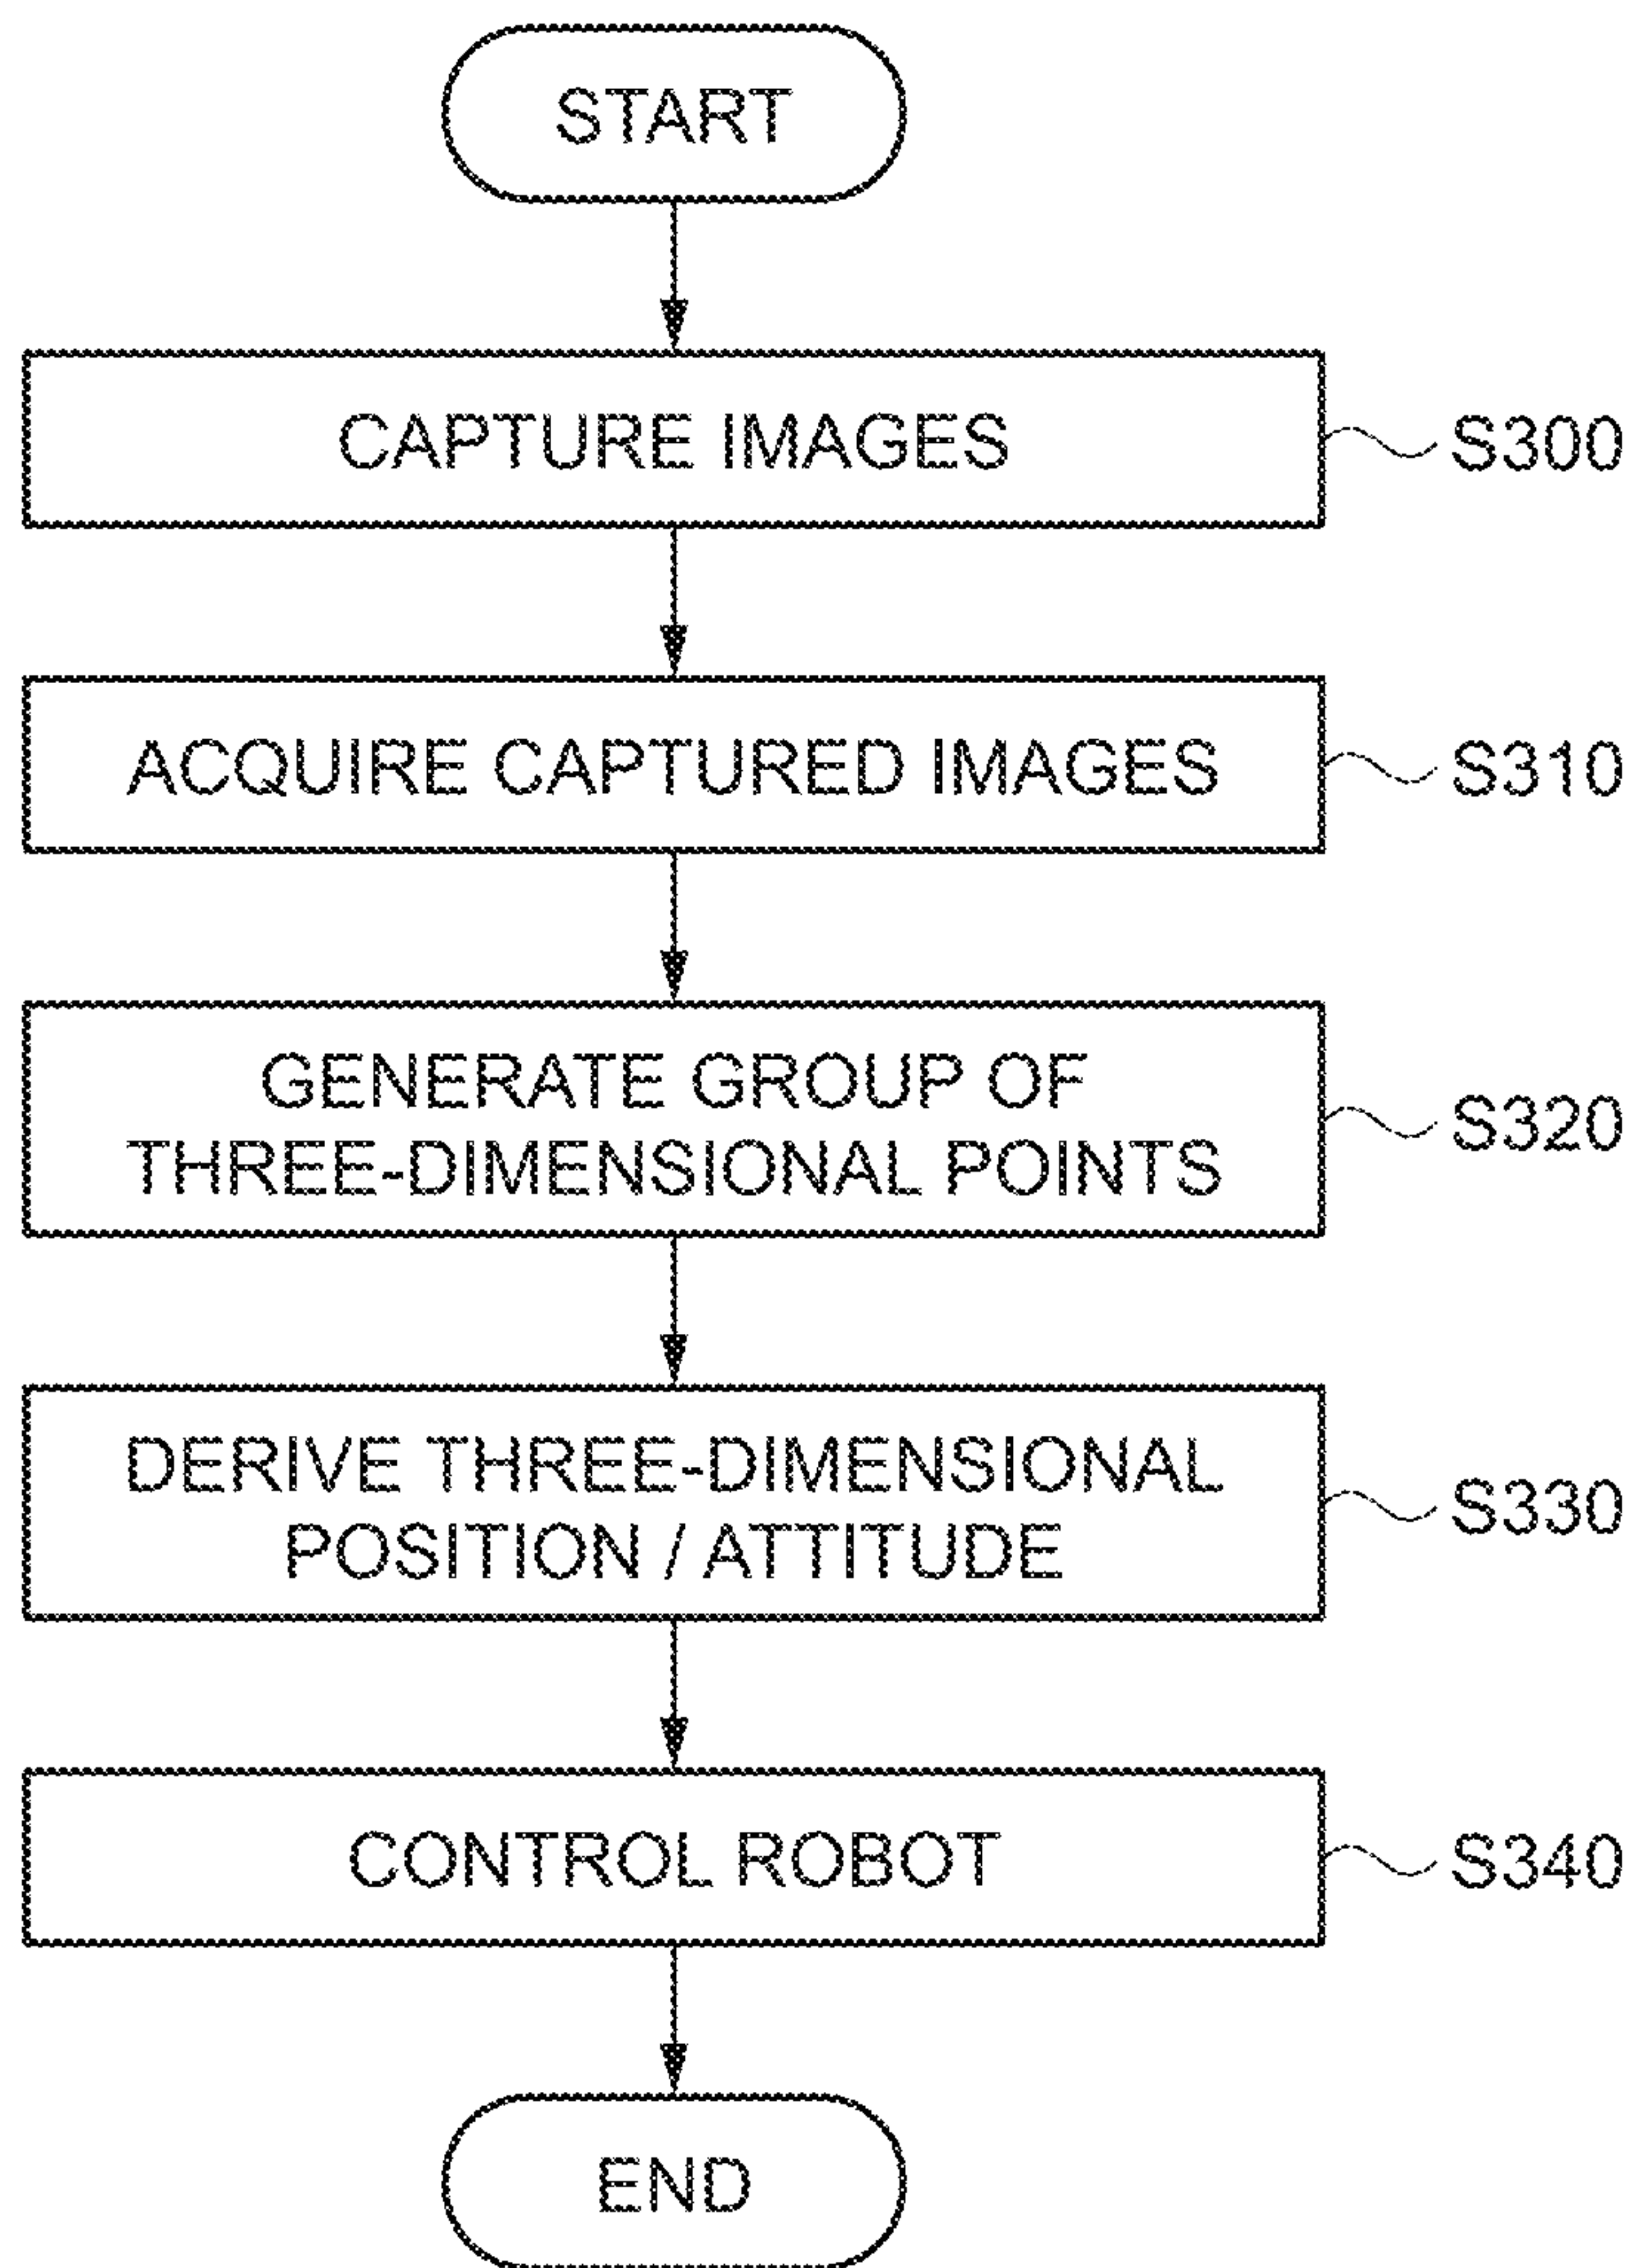 START
CAPTURE IMAGES
S300
ACQUIRE CAPTURED IMAGES
S310
GENERATE GROUP OF
THREE-DIMENSIONAL POINTS
S320
DERIVE THREE-DIMENSIONAL
POSITION / ATTITUDE
S330
CONTROL ROBOT
S340
END